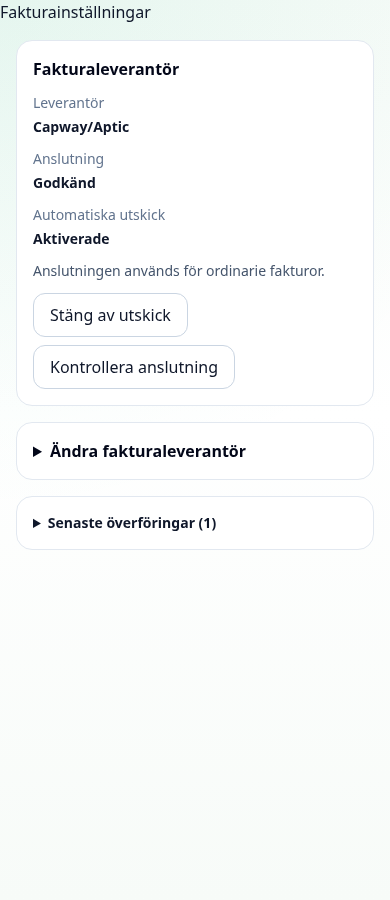 Fakturainställningar
Fakturaleverantör
Leverantör
Capway/Aptic
Anslutning
Godkänd
Automatiska utskick
Aktiverade
Anslutningen används för ordinarie fakturor.
Stäng av utskick
Kontrollera anslutning
Ändra fakturaleverantör
Senaste överföringar (1)